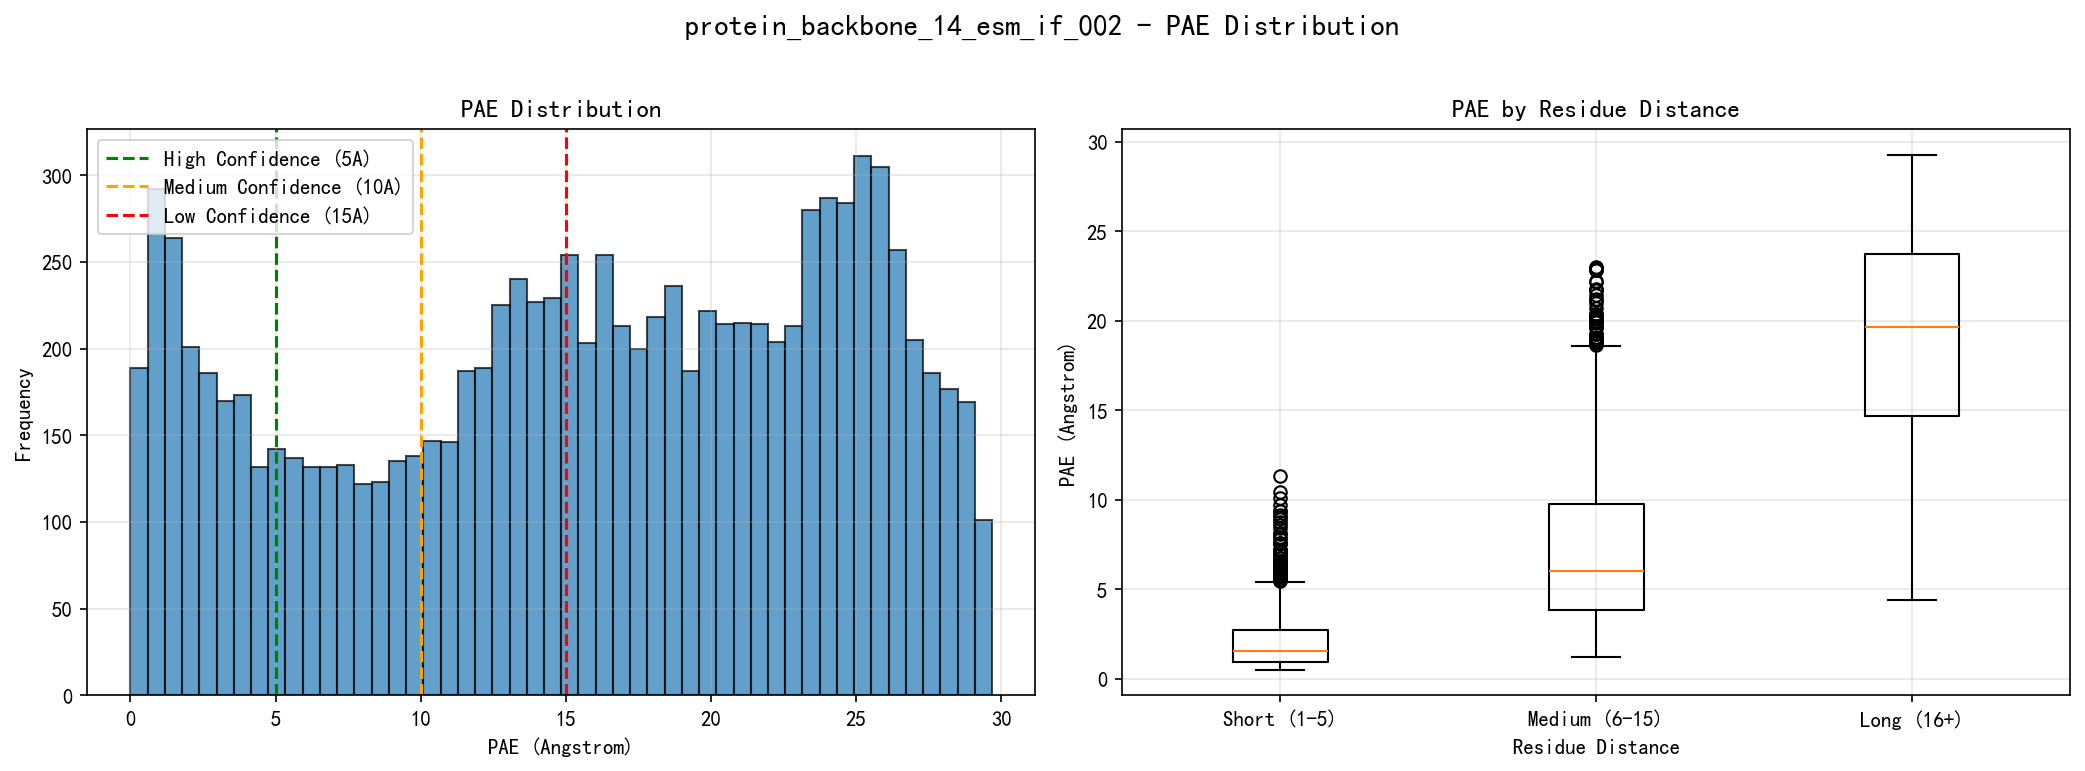 protein_backbone_14_esm_if_002 - PAE Distribution
PAE Distribution
High Confidence (5A)
Medium Confidence (10A)
Low Confidence (15A)
300
250
200
150
100
50
0
Frequency
0 5 10 15 20 25 30
PAE (Angstrom)
PAE by Residue Distance
30
25
20
15
10
5
0
PAE (Angstrom)
Short (1-5) Medium (6-15) Long (16+)
Residue Distance